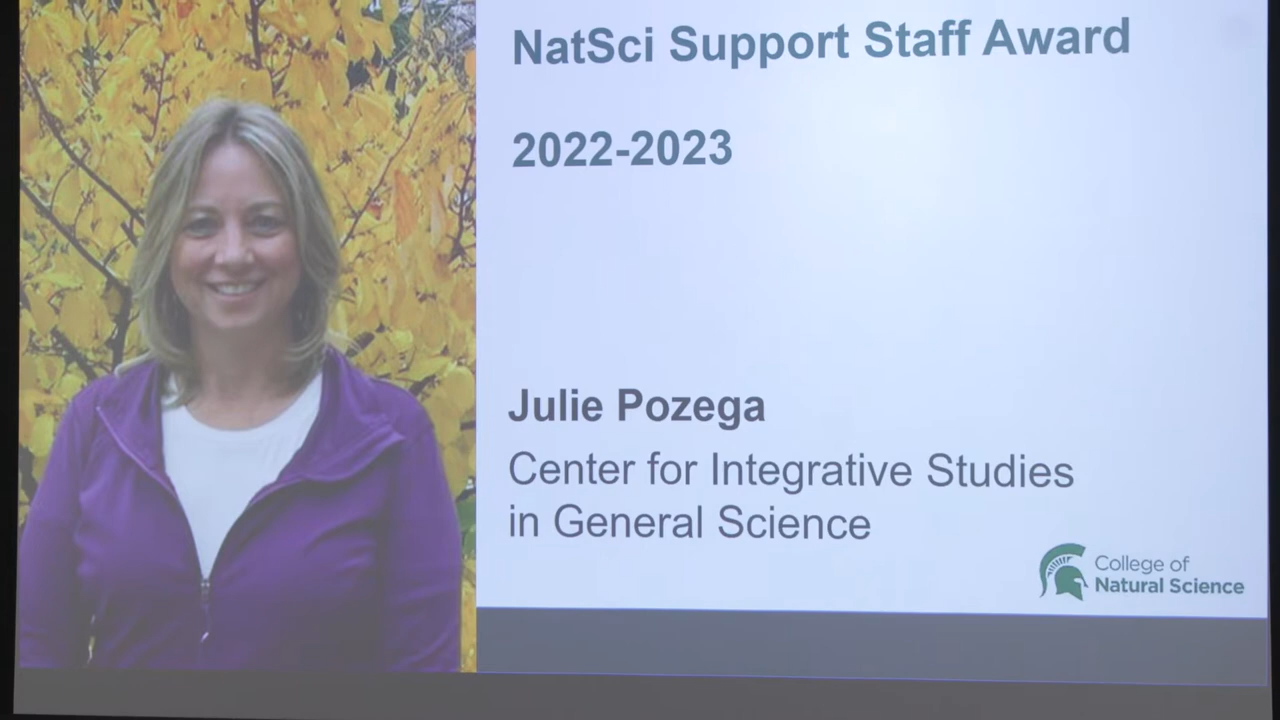 NatSci Support Staff Award
2022-2023
Julie Pozega
Center for Integrative Studies
in General Science
College of
Natural Science